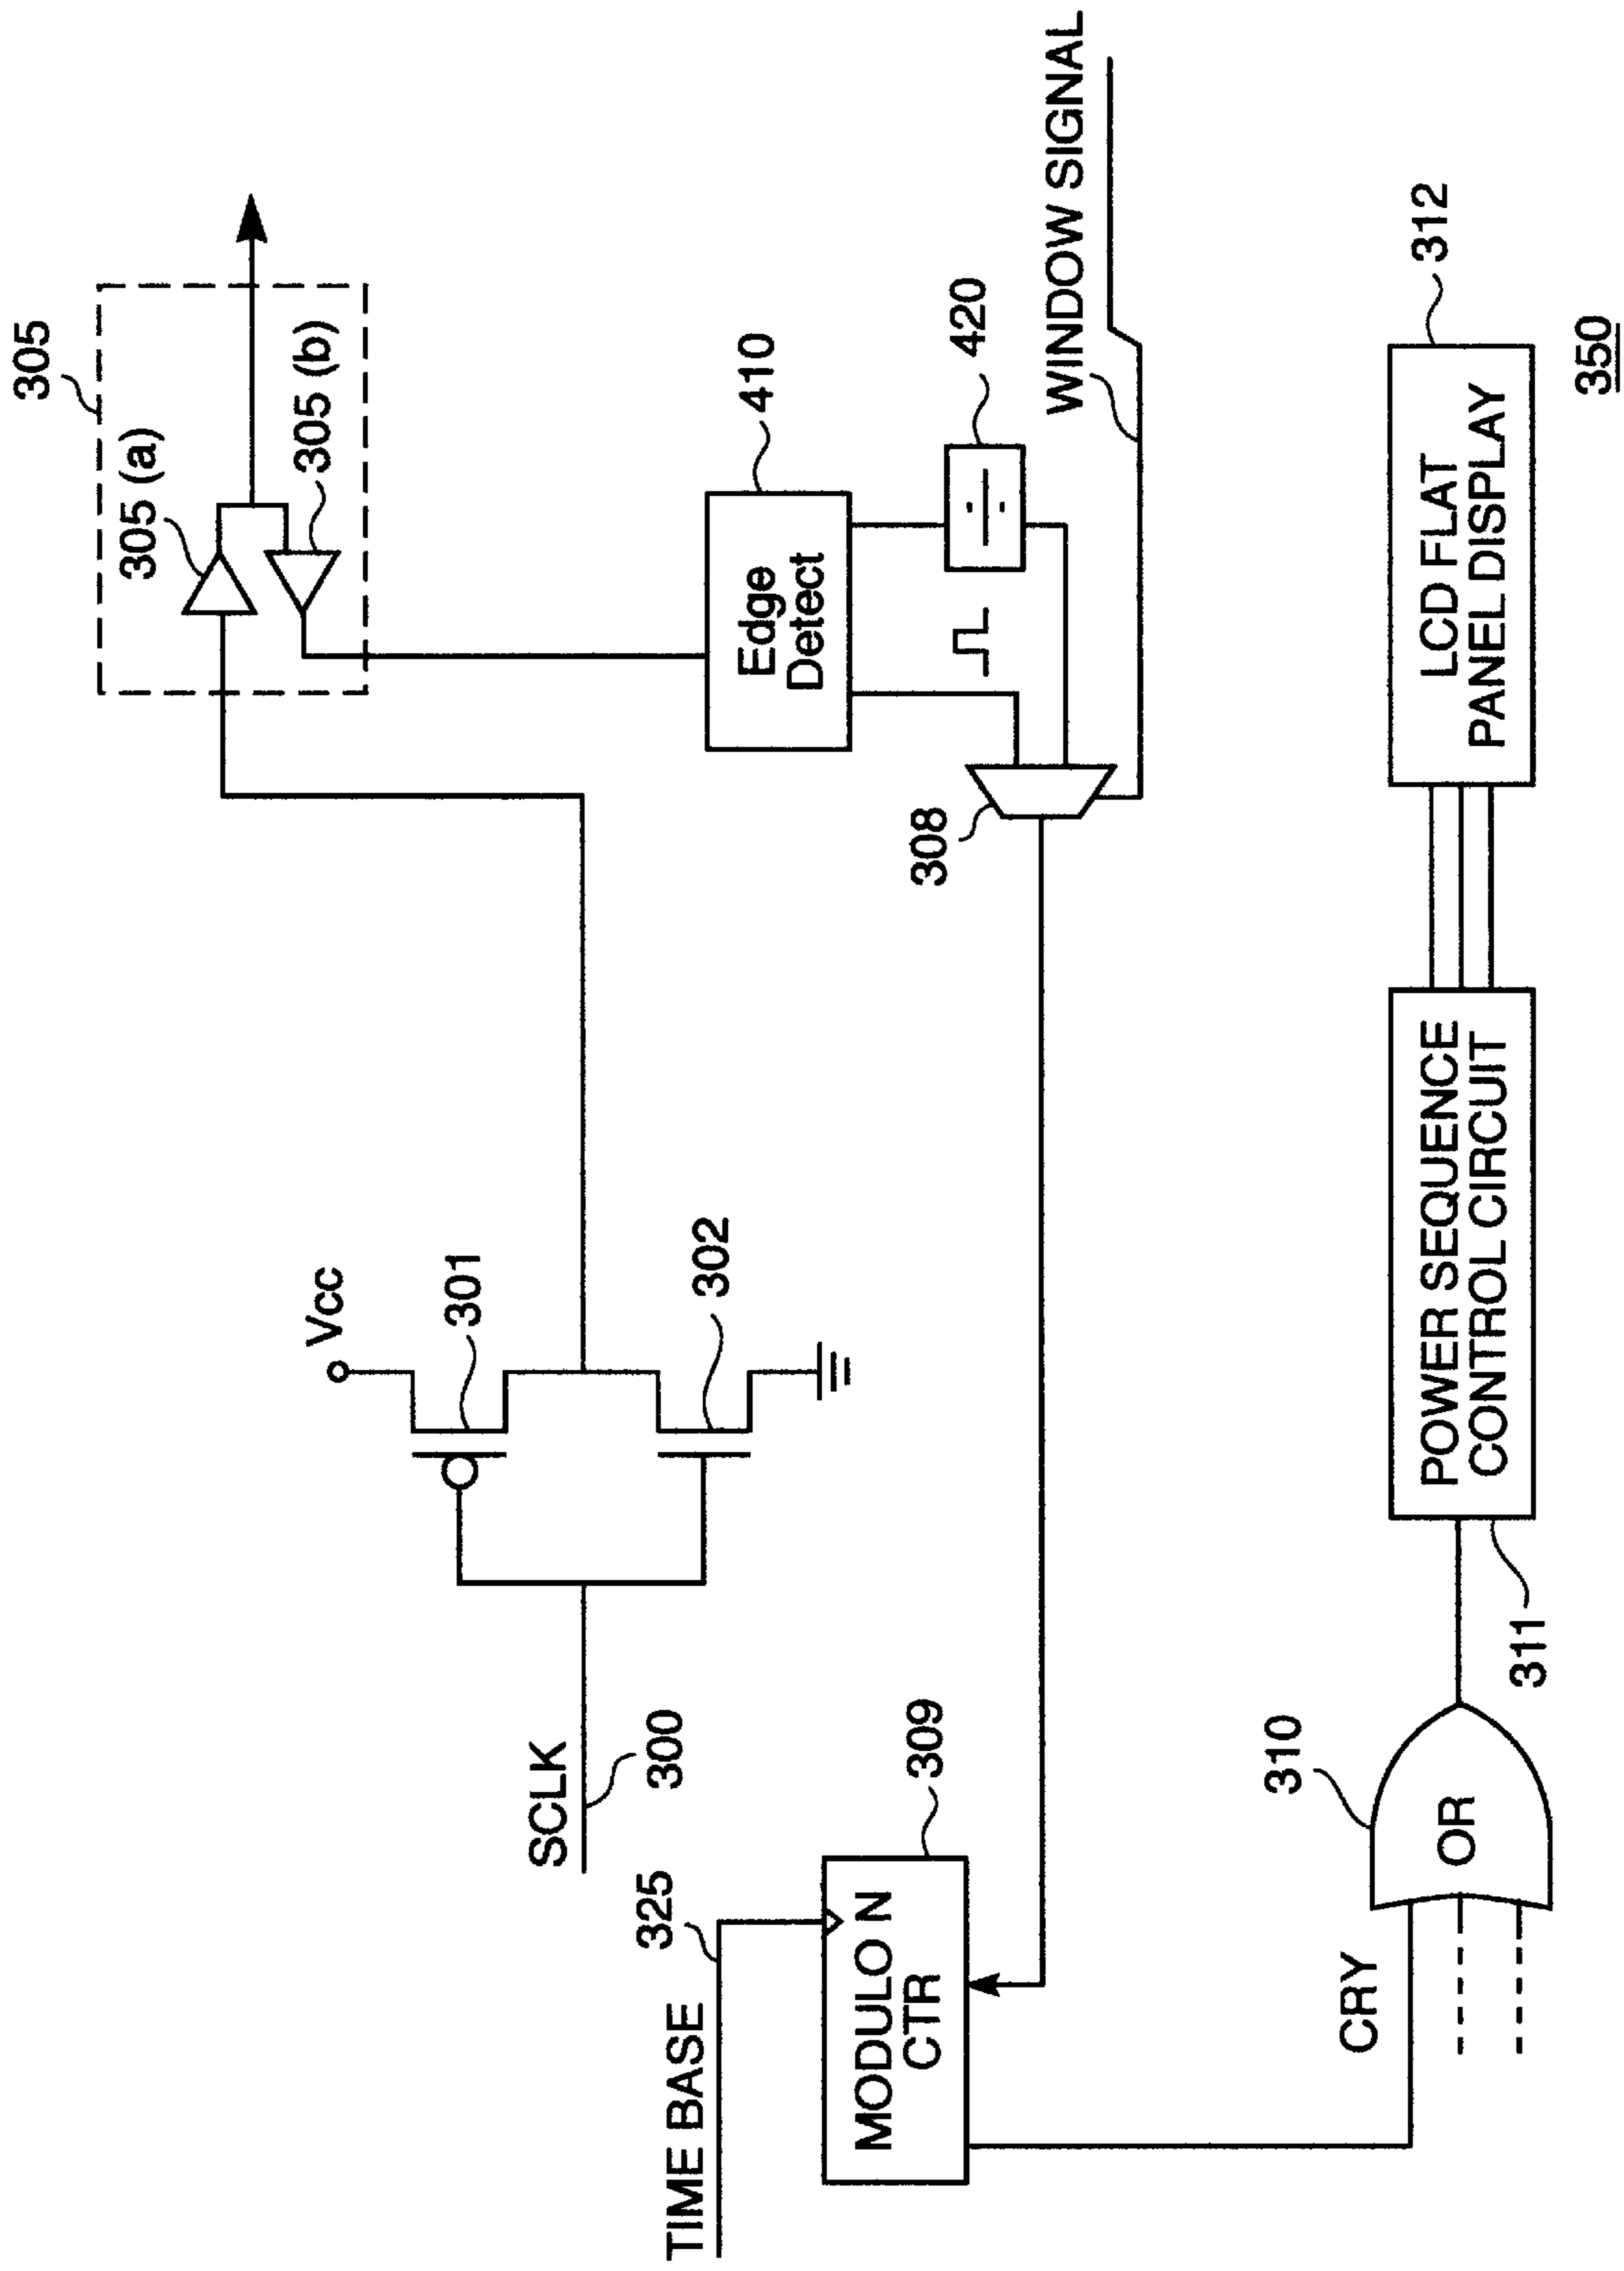 305
305 (a)
305 (b)
Vcc
301
302
SCLK
300
410
Edge
Detect
420
308
WINDOW SIGNAL
TIME BASE
325
MODULO N
CTR
309
CRY
310
OR
311
POWER SEQUENCE
CONTROL CIRCUIT
LCD FLAT
PANEL DISPLAY
312
350